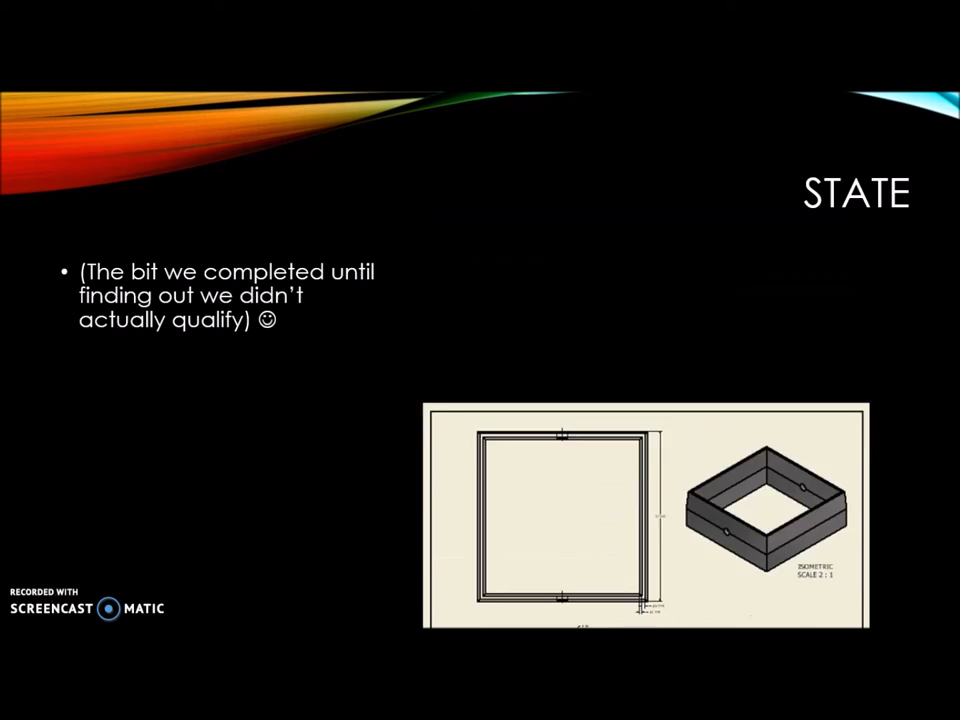 STATE
• (The bit we completed until
finding out we didn’t
actually qualify) ☺
ISOMETRIC
SCALE 2 : 1
RECORDED WITH
SCREENCAST MATIC